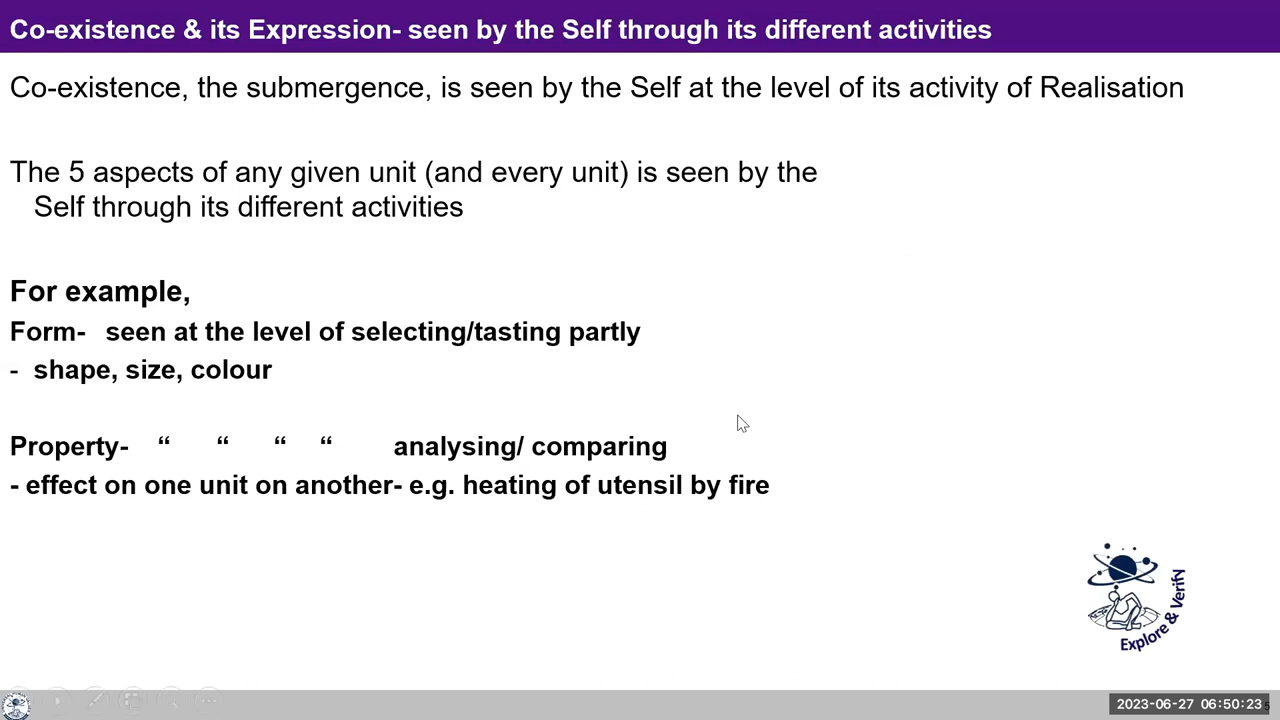 Co-existence & its Expression- seen by the Self through its different activities
Co-existence, the submergence, is seen by the Self at the level of its activity of Realisation
The 5 aspects of any given unit (and every unit) is seen by the
Self through its different activities
For example,
Form- seen at the level of selecting/tasting partly
- shape, size, colour
Property- “ “ “ “ analysing/ comparing
- effect on one unit on another- e.g. heating of utensil by fire
Explore & Verify
2023-06-27 06:50:23
5